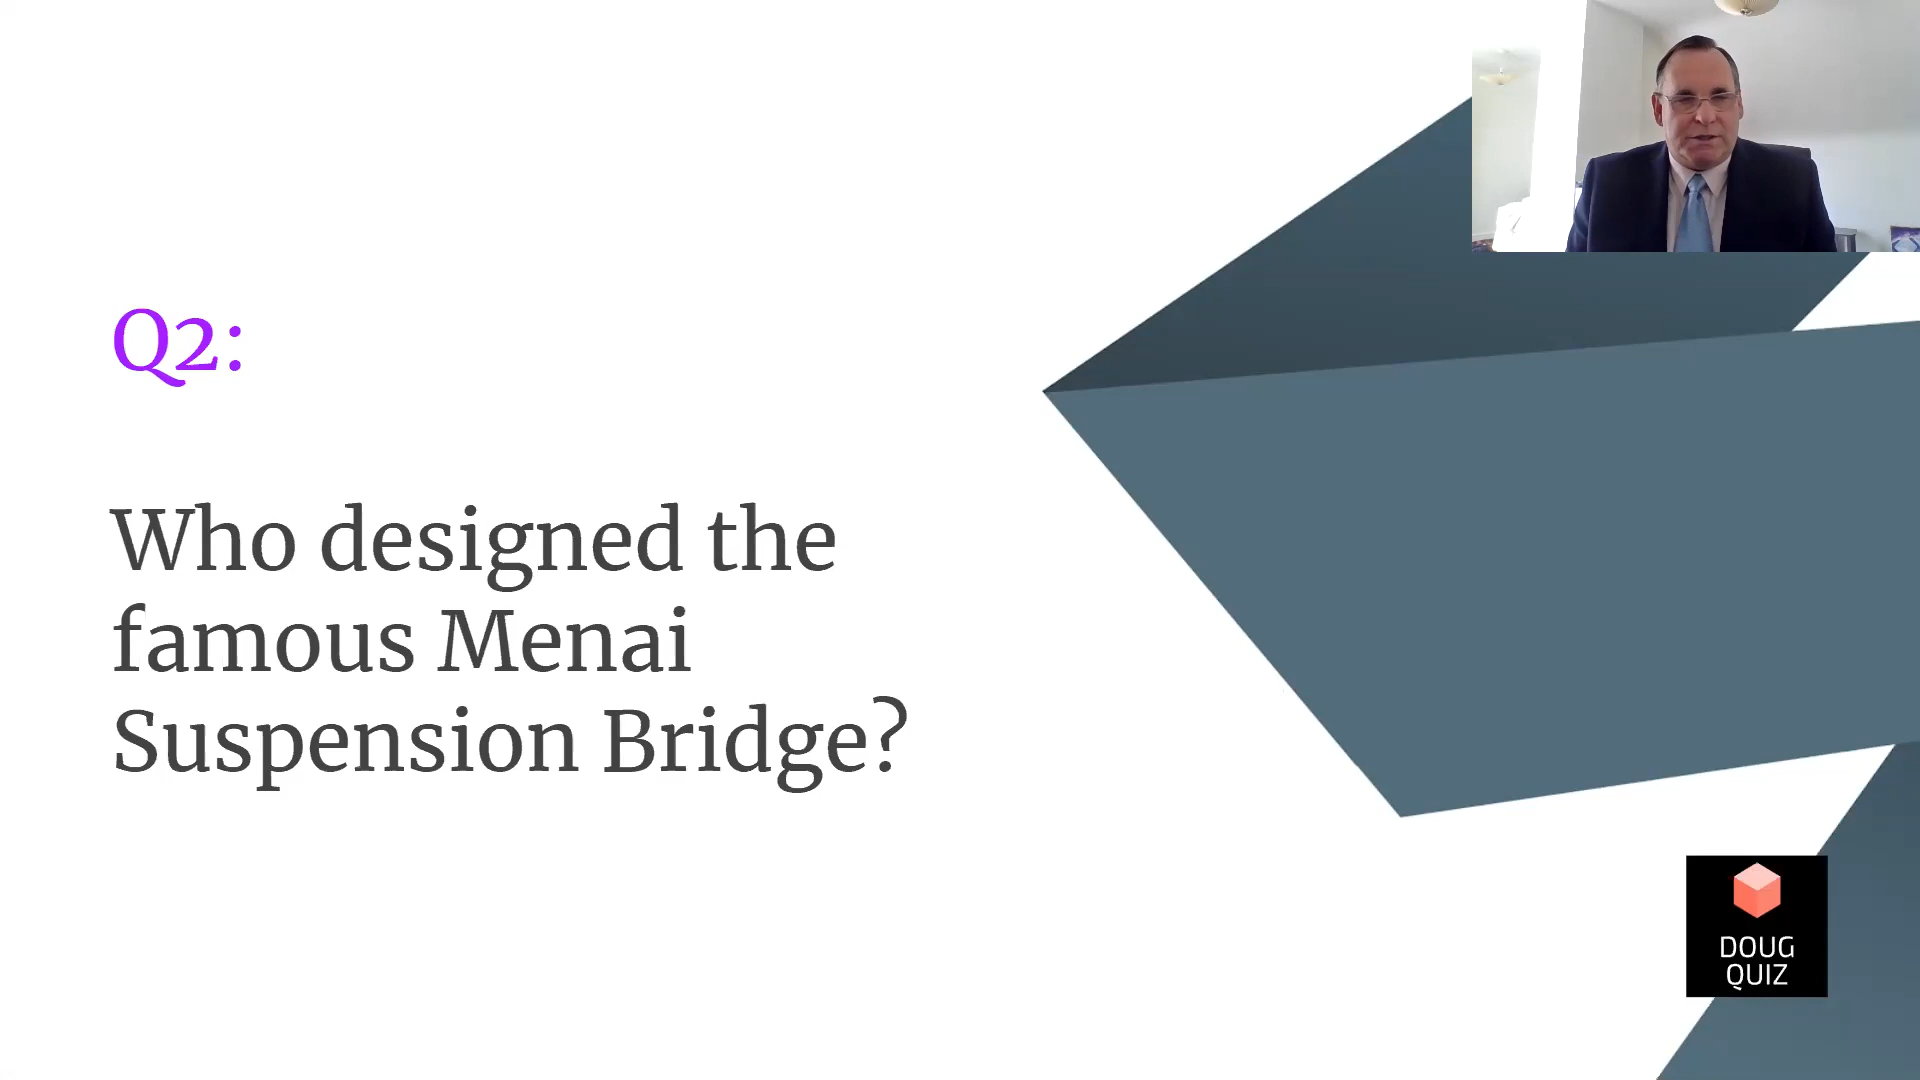 Q2:
Who designed the
famous Menai
Suspension Bridge?
DOUG
QUIZ